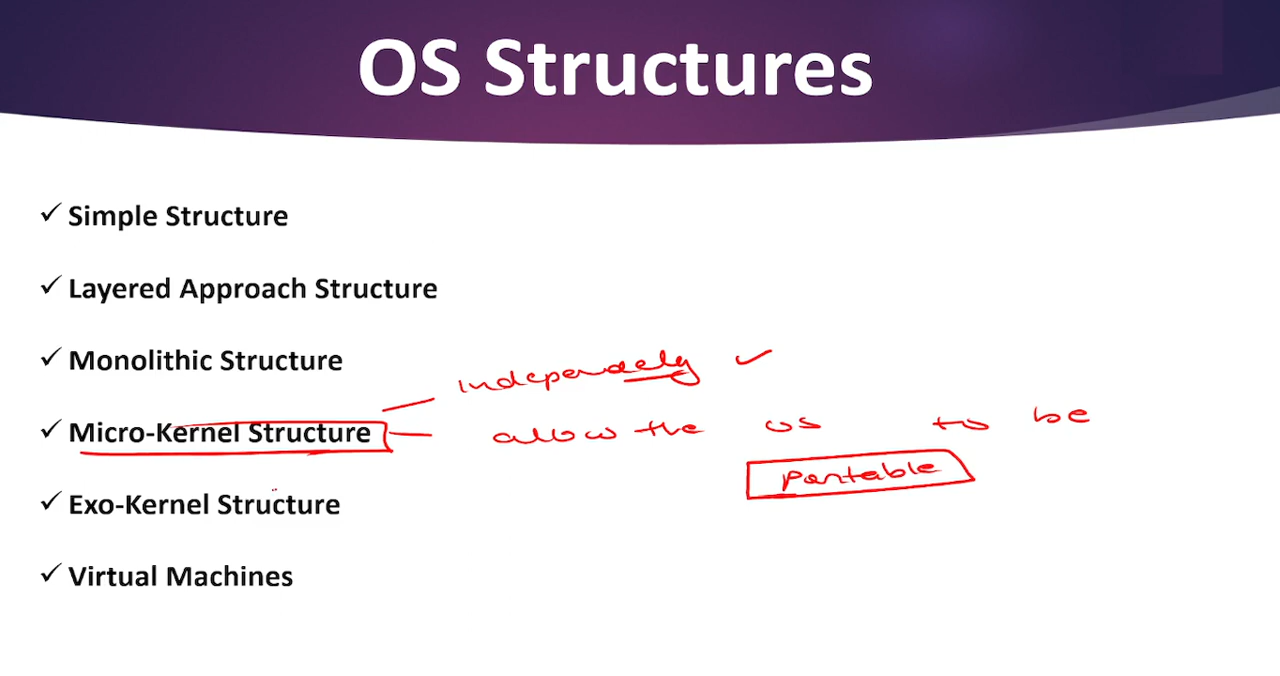 OS Structures
✓ Simple Structure
✓ Layered Approach Structure
✓ Monolithic Structure
independely ✓
✓ Micro-Kernel Structure
allow the os to be
portable
✓ Exo-Kernel Structure
✓ Virtual Machines